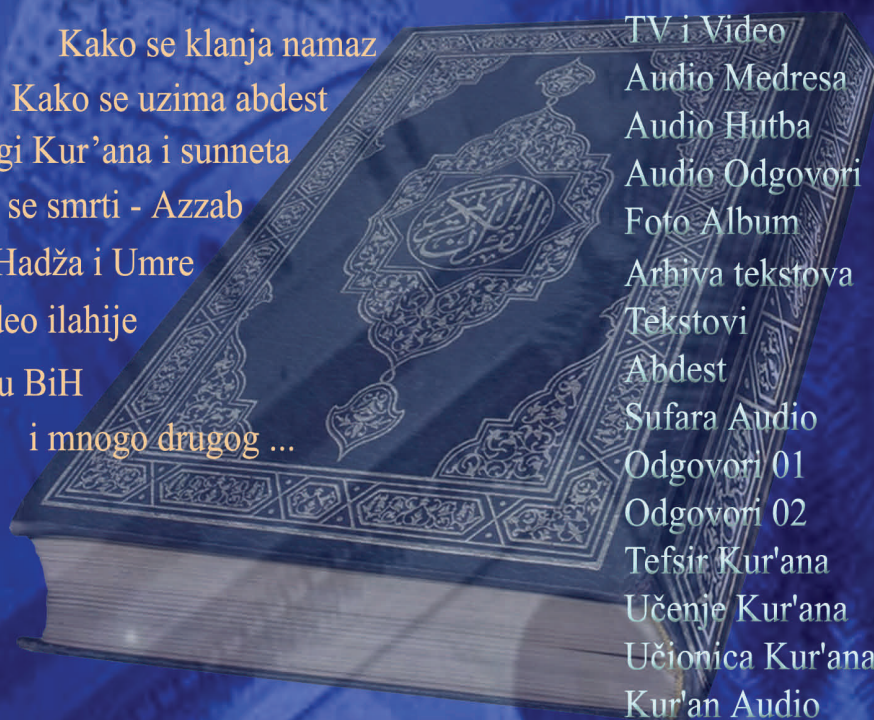 Kako se klanja namaz
Kako se uzima abdest
Kur’ana i sunneta
se smrti - Azzab
Hadža i Umre
ilahije
u BiH
i mnogo drugog ...
TV i Video
Audio Medresa
Audio Hutba
Audio Odgovori
Foto Album
Arhiva tekstova
Tekstovi
Abdest
Sufara Audio
Odgovori 01
Odgovori 02
Tefsir Kur'ana
Učenje Kur'ana
Učionica Kur'ana
Kur'an Audio